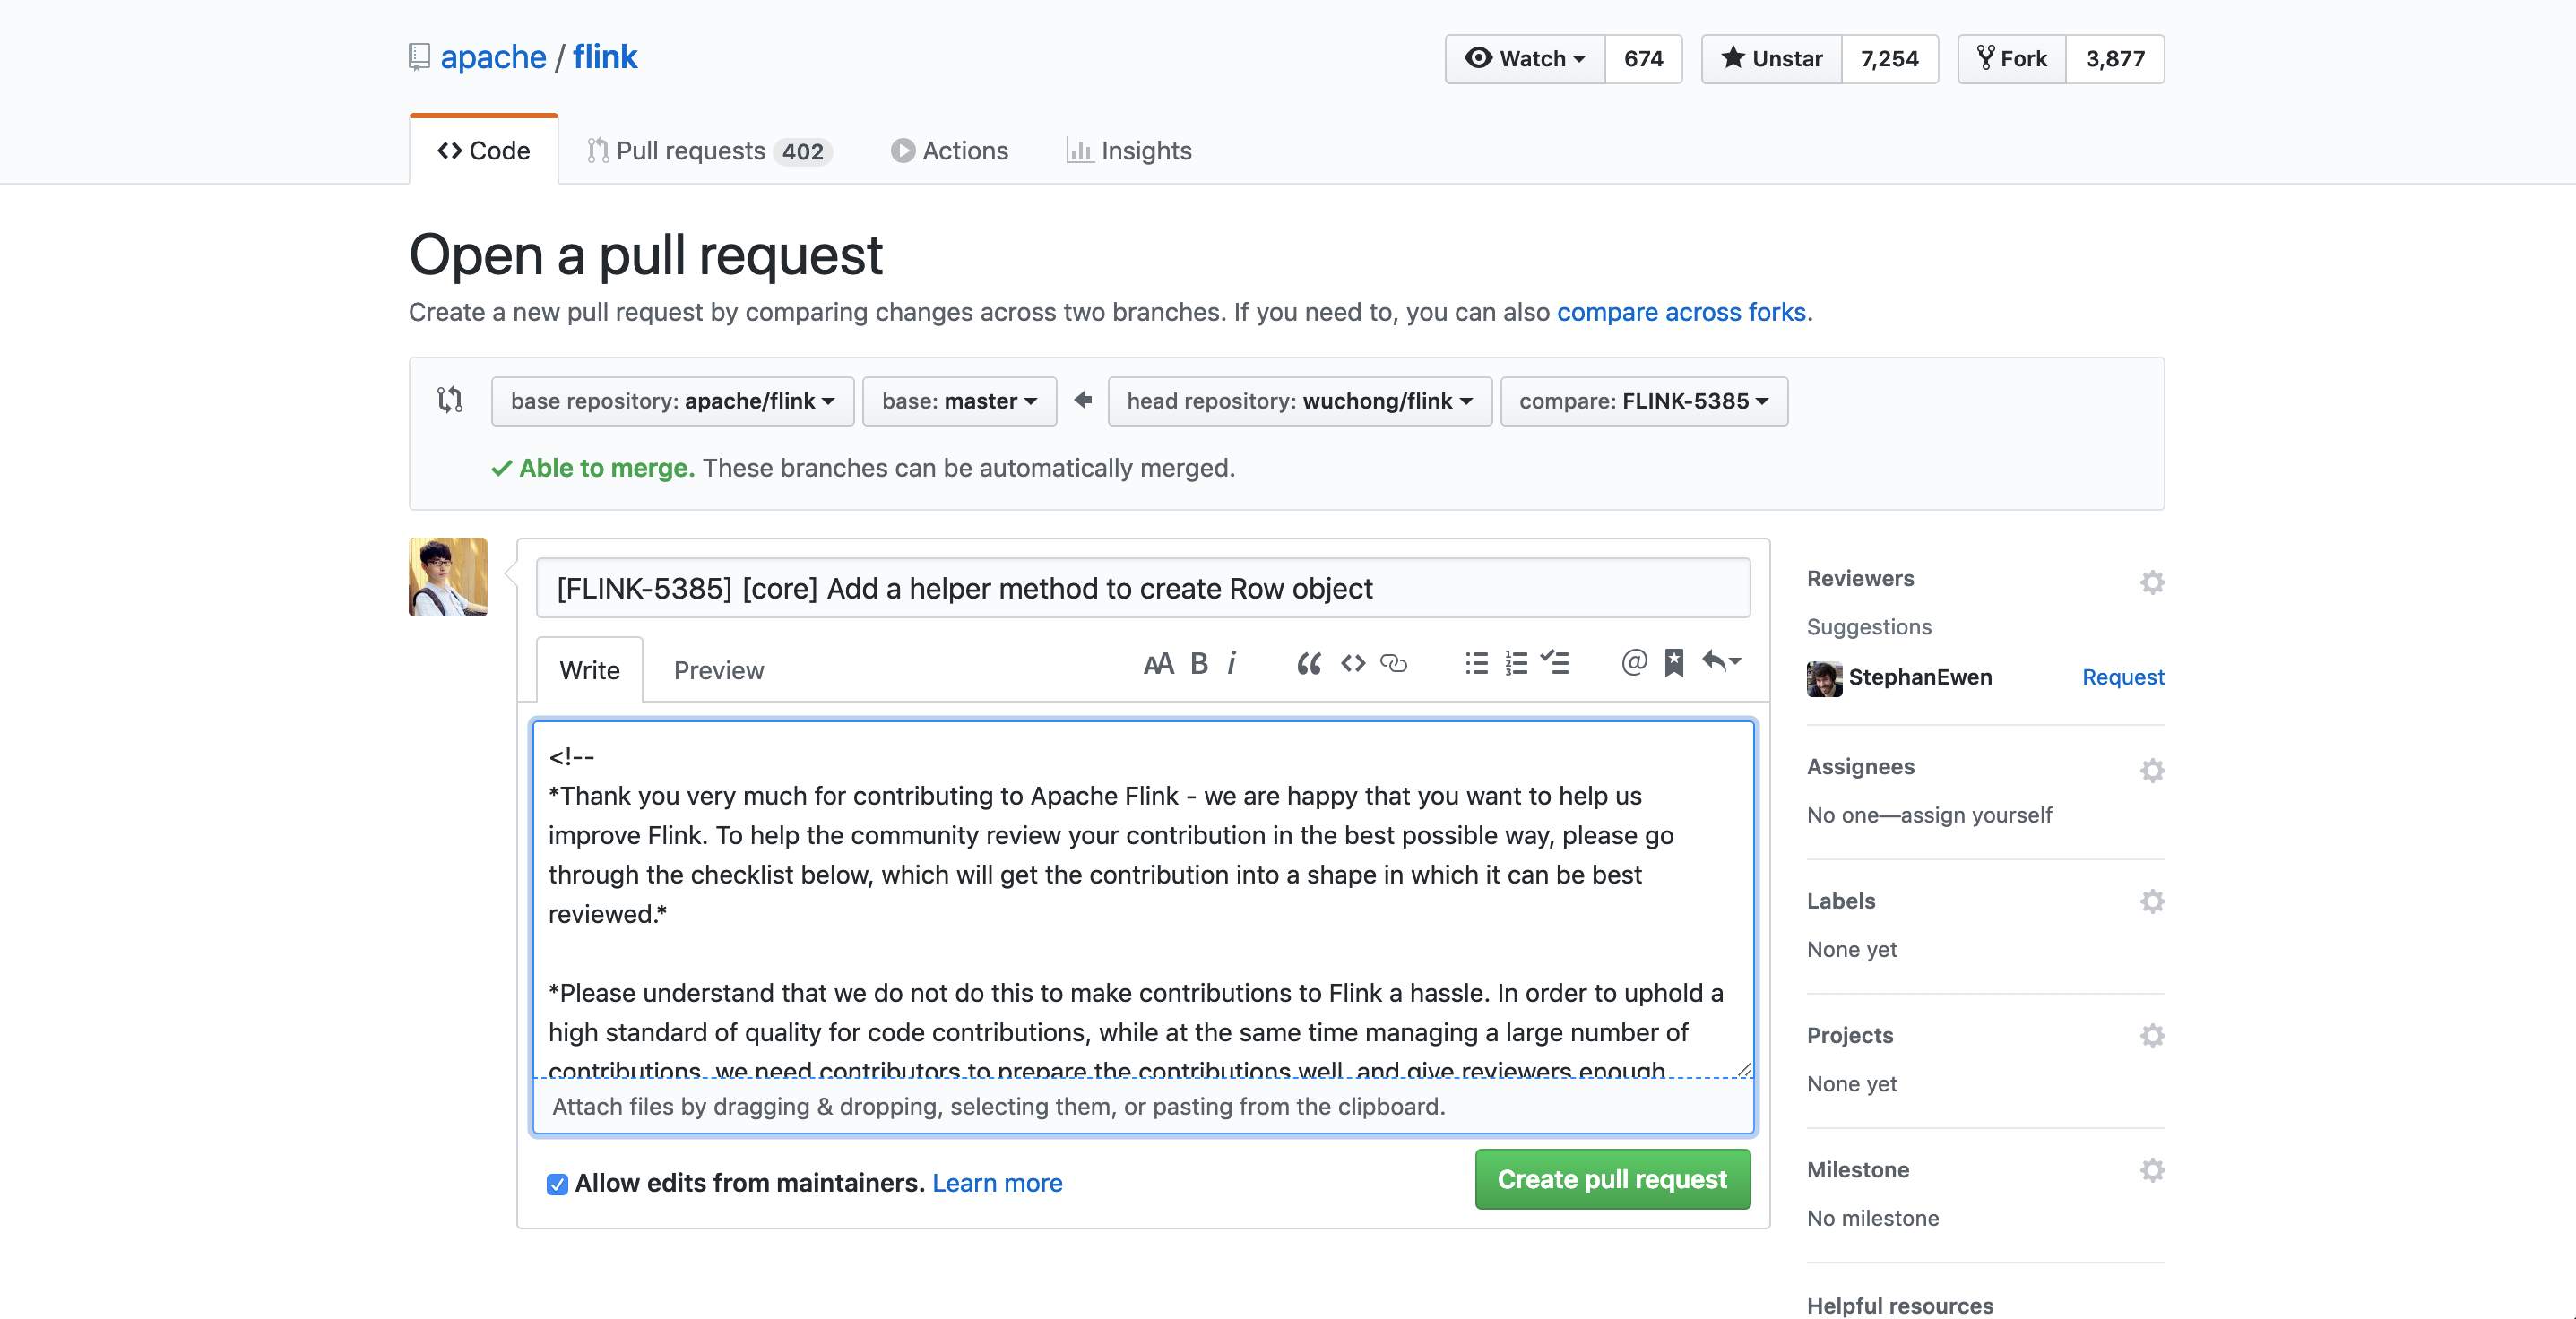 apache / flink
Watch 674
Unstar 7,254
Fork 3,877
Code
Pull requests 402
Actions
Insights
Open a pull request
Create a new pull request by comparing changes across two branches. If you need to, you can also compare across forks.
base repository: apache/flink
base: master
head repository: wuchong/flink
compare: FLINK-5385
Able to merge. These branches can be automatically merged.
[FLINK-5385] [core] Add a helper method to create Row object
Write
Preview
<!--
*Thank you very much for contributing to Apache Flink - we are happy that you want to help us
improve Flink. To help the community review your contribution in the best possible way, please go
through the checklist below, which will get the contribution into a shape in which it can be best
reviewed.*
*Please understand that we do not do this to make contributions to Flink a hassle. In order to uphold a
high standard of quality for code contributions, while at the same time managing a large number of
contributions, we need contributors to prepare the contributions well, and give reviewers enough
Attach files by dragging & dropping, selecting them, or pasting from the clipboard.
Allow edits from maintainers. Learn more
Create pull request
Reviewers
Suggestions
StephanEwen Request
Assignees
No one—assign yourself
Labels
None yet
Projects
None yet
Milestone
No milestone
Helpful resources